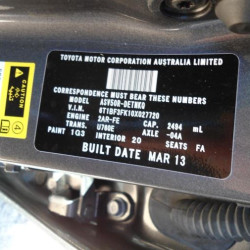 TOYOTA MOTOR CORPORATION AUSTRALIA LIMITED
CORRESPONDENCE MUST BEAR THESE NUMBERS
MODEL ASV50R-DETNKQ
VIN 6T1BF3FK10X027720
ENGINE 2AR-FE CAP. 2494 mL
TRANS. U760E AXLE -04A
PAINT 1G3 INTERIOR 20 SEATS FA
BUILT DATE MAR 13